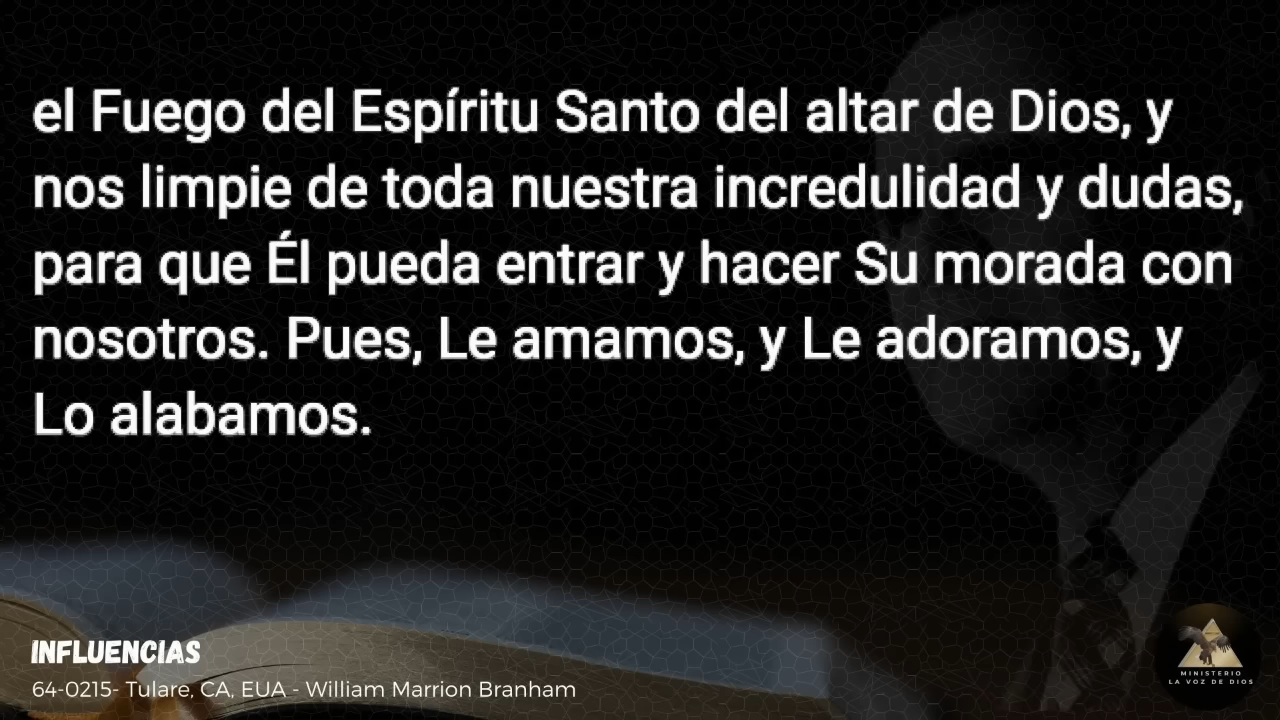 el Fuego del Espíritu Santo del altar de Dios, y
nos limpie de toda nuestra incredulidad y dudas,
para que Él pueda entrar y hacer Su morada con
nosotros. Pues, Le amamos, y Le adoramos, y
Lo alabamos.
INFLUENCIAS
64-0215- Tulare, CA, EUA - William Marrion Branham
MINISTERIO
LA VOZ DE DIOS